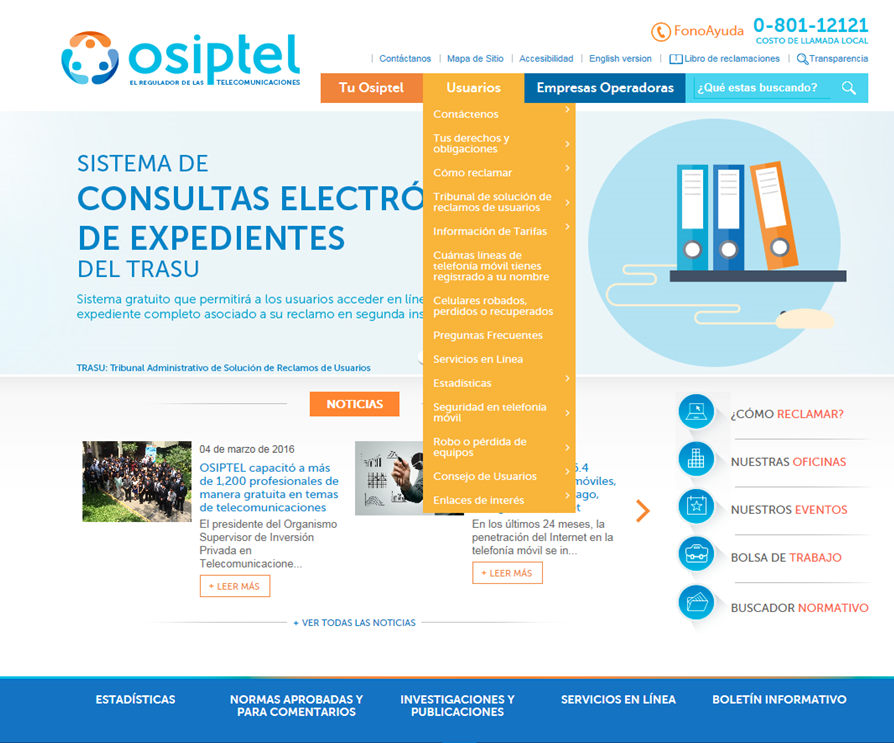 FonoAyuda 0-801-12121
COSTO DE LLAMADA LOCAL
osiptel
EL REGULADOR DE LAS TELECOMUNICACIONES
Contáctanos | Mapa de Sitio | Accesibilidad | English version | Libro de reclamaciones | Transparencia
Tu Osiptel
Usuarios
Empresas Operadoras
¿Qué estas buscando?
Contáctenos
Tus derechos y
obligaciones
Cómo reclamar
Tribunal de solución de
reclamos de usuarios
Información de Tarifas
Cuántas líneas de
telefonía móvil tienes
registrado a tu nombre
Celulares robados,
perdidos o recuperados
Preguntas Frecuentes
Servicios en Línea
Estadísticas
Seguridad en telefonía
móvil
Robo o pérdida de
equipos
Consejo de Usuarios
Enlaces de interés
SISTEMA DE
CONSULTAS ELECTRÓ
DE EXPEDIENTES
DEL TRASU
Sistema gratuito que permitirá a los usuarios acceder en líne
expediente completo asociado a su reclamo en segunda ins
TRASU: Tribunal Administrativo de Solución de Reclamos de Usuarios
NOTICIAS
04 de marzo de 2016
OSIPTEL capacitó a más
de 1,200 profesionales de
manera gratuita en temas
de telecomunicaciones
El presidente del Organismo
Supervisor de Inversión
Privada en
Telecomunicacione...
+ LEER MÁS
6.4
móviles,
ago,
t
En los últimos 24 meses, la
penetración del Internet en la
telefonía móvil se in...
+ LEER MÁS
+ VER TODAS LAS NOTICIAS
¿CÓMO RECLAMAR?
NUESTRAS OFICINAS
NUESTROS EVENTOS
BOLSA DE TRABAJO
BUSCADOR NORMATIVO
ESTADÍSTICAS
NORMAS APROBADAS Y
PARA COMENTARIOS
INVESTIGACIONES Y
PUBLICACIONES
SERVICIOS EN LÍNEA
BOLETÍN INFORMATIVO